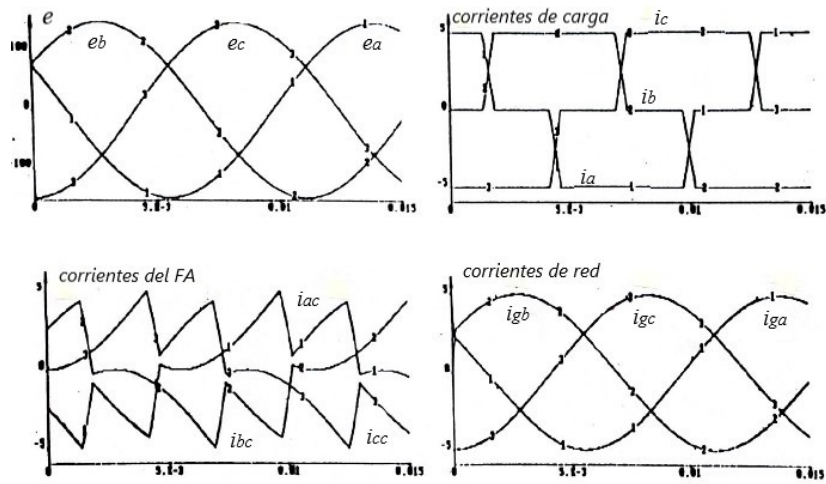 e
100
0
-100
eb
ec
ea
0
5.E-3
0.01
0.015
corrientes de carga
5
0
-5
ic
ib
ia
0
5.E-3
0.01
0.015
corrientes del FA
5
0
-5
iac
ibc
icc
0
5.E-3
0.01
0.015
corrientes de red
5
0
-5
igb
igc
iga
0
5.E-3
0.01
0.015